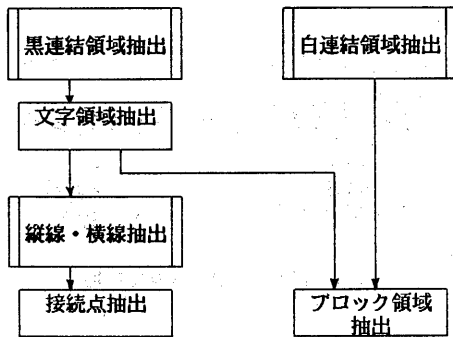 黒連結領域抽出
白連結領域抽出
文字領域抽出
縦線・横線抽出
接続点抽出
ブロック領域
抽出